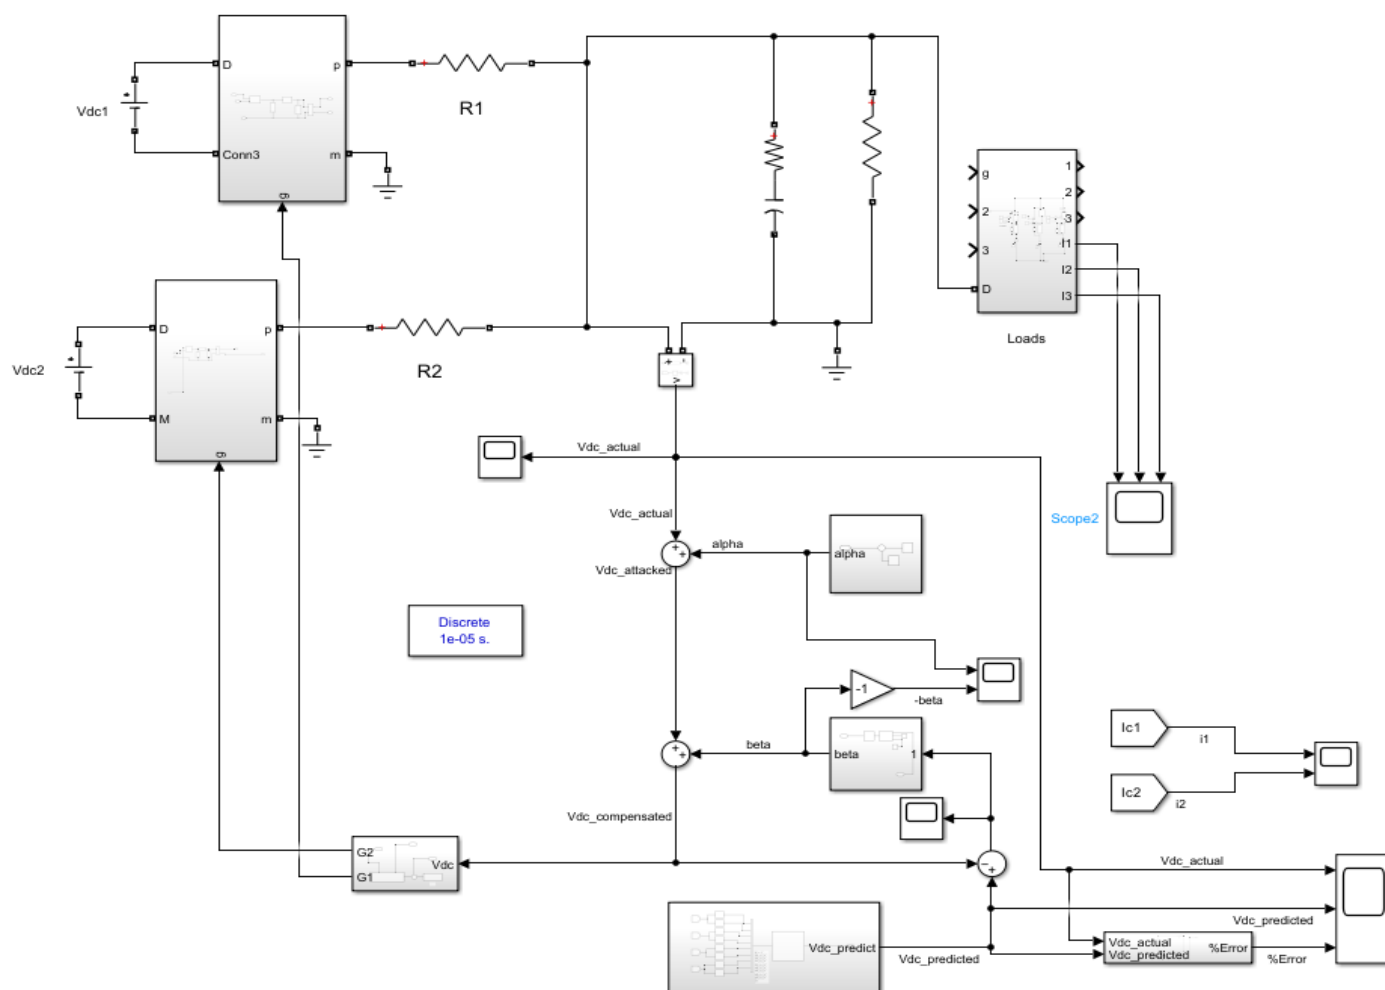 D
p
Vdc1
R1
Conn3
m
g
D
p
Vdc2
R2
M
m
g
g
1
2
2
3
3
I1
I2
D
I3
Loads
+
-
v
Vdc_actual
Vdc_actual
Scope2
alpha
alpha
Vdc_attacked
Discrete
1e-05 s.
-1
-beta
beta
beta
1
Ic1
i1
Ic2
i2
Vdc_compensated
G2
G1
Vdc
Vdc_actual
Vdc_predicted
Vdc_predict
Vdc_predicted
Vdc_actual
Vdc_predicted
%Error
%Error